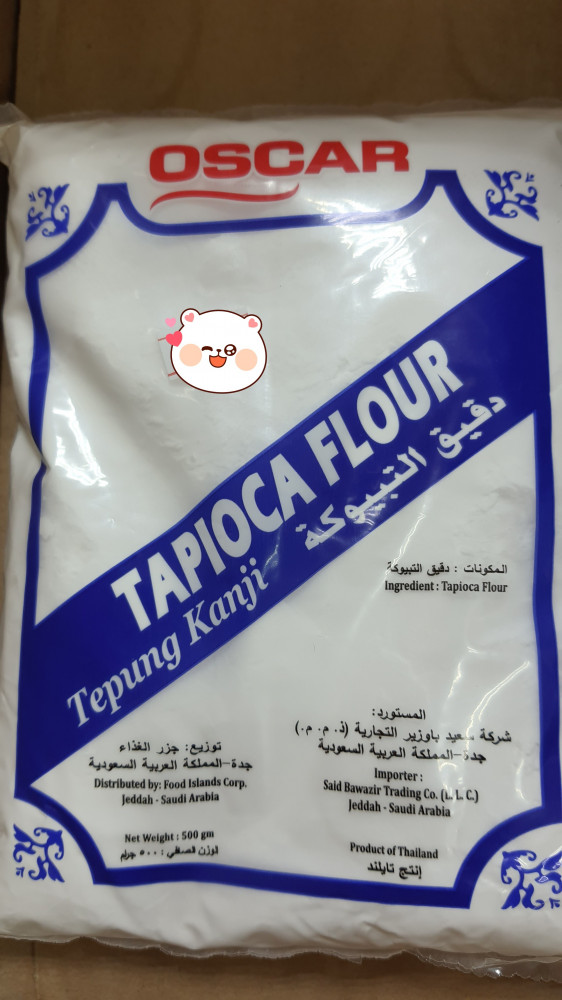 OSCAR
TAPIOCA FLOUR
دقيق التبيوكة
Tepung Kanji
المكونات : دقيق التبيوكة
Ingredient : Tapioca Flour
توزيع: جزر الغذاء
جدة-المملكة العربية السعودية
Distributed by: Food Islands Corp.
Jeddah - Saudi Arabia
Net Weight : 500 gm
الوزن الصافي : ٥٠٠ جرام
المستورد:
شركة سعيد باوزير التجارية (ذ. م. م.)
جدة-المملكة العربية السعودية
Importer :
Said Bawazir Trading Co. (L. L. C.)
Jeddah - Saudi Arabia
Product of Thailand
إنتج تايلند